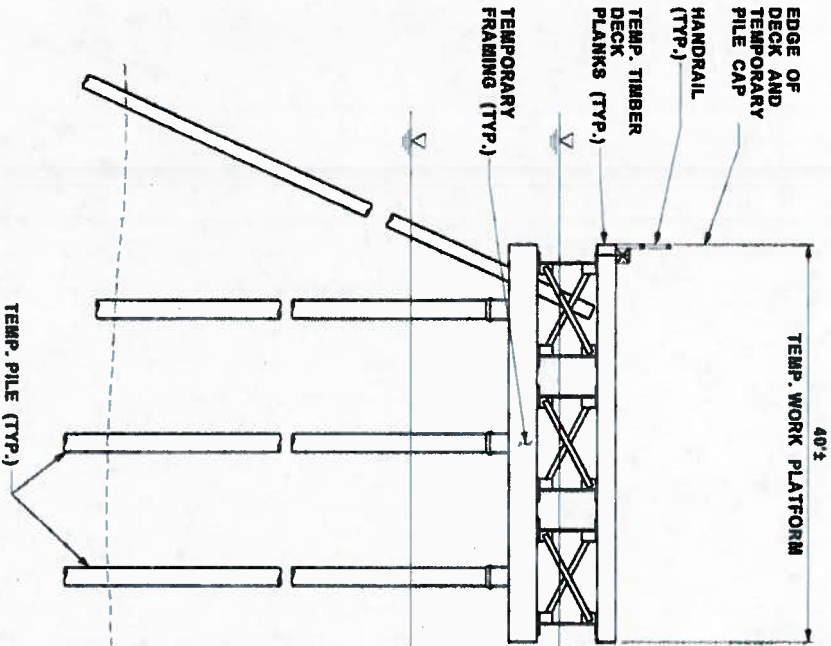 40'±
TEMP. WORK PLATFORM
EDGE OF
DECK AND
TEMPORARY
PILE CAP
HANDRAIL
(TYP.)
TEMP. TIMBER
DECK
PLANKS (TYP.)
TEMPORARY
FRAMING (TYP.)
TEMP. PILE (TYP.)